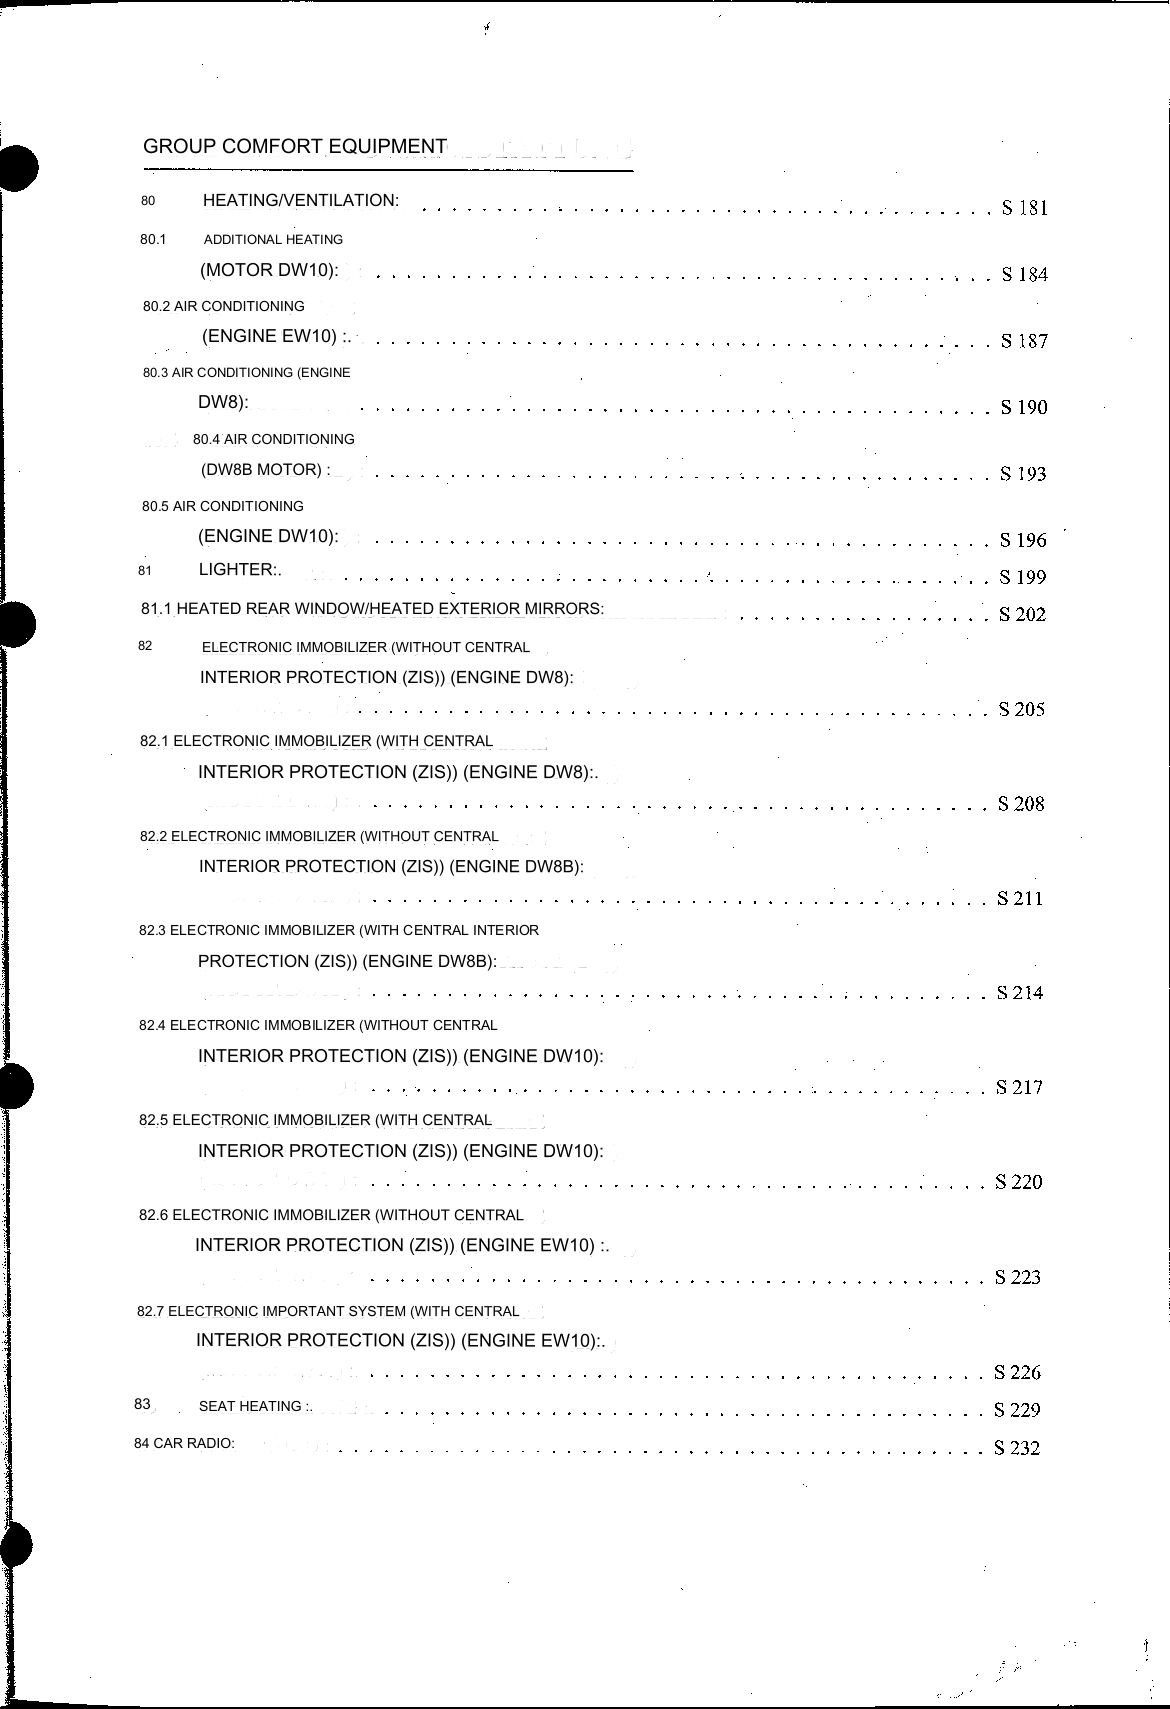 GROUP COMFORT EQUIPMENT
80 HEATING/VENTILATION: . . . . . . . . . . . . . . . . . . . . S 181
80.1 ADDITIONAL HEATING
(MOTOR DW10): . . . . . . . . . . . . . . . . . . . . S 184
80.2 AIR CONDITIONING
(ENGINE EW10) :. . . . . . . . . . . . . . . . . . . . S 187
80.3 AIR CONDITIONING (ENGINE
DW8): . . . . . . . . . . . . . . . . . . . . S 190
80.4 AIR CONDITIONING
(DW8B MOTOR) : . . . . . . . . . . . . . . . . . . . . S 193
80.5 AIR CONDITIONING
(ENGINE DW10): . . . . . . . . . . . . . . . . . . . . S 196
81 LIGHTER:. . . . . . . . . . . . . . . . . . . . S 199
81.1 HEATED REAR WINDOW/HEATED EXTERIOR MIRRORS: . . . . . . . . . . . . . . . . . S 202
82 ELECTRONIC IMMOBILIZER (WITHOUT CENTRAL
INTERIOR PROTECTION (ZIS)) (ENGINE DW8):
. . . . . . . . . . . . . . . . . . . . S 205
82.1 ELECTRONIC IMMOBILIZER (WITH CENTRAL
INTERIOR PROTECTION (ZIS)) (ENGINE DW8):.
. . . . . . . . . . . . . . . . . . . . S 208
82.2 ELECTRONIC IMMOBILIZER (WITHOUT CENTRAL
INTERIOR PROTECTION (ZIS)) (ENGINE DW8B):
. . . . . . . . . . . . . . . . . . . . S 211
82.3 ELECTRONIC IMMOBILIZER (WITH CENTRAL INTERIOR
PROTECTION (ZIS)) (ENGINE DW8B):
. . . . . . . . . . . . . . . . . . . . S 214
82.4 ELECTRONIC IMMOBILIZER (WITHOUT CENTRAL
INTERIOR PROTECTION (ZIS)) (ENGINE DW10):
. . . . . . . . . . . . . . . . . . . . S 217
82.5 ELECTRONIC IMMOBILIZER (WITH CENTRAL
INTERIOR PROTECTION (ZIS)) (ENGINE DW10):
. . . . . . . . . . . . . . . . . . . . S 220
82.6 ELECTRONIC IMMOBILIZER (WITHOUT CENTRAL
INTERIOR PROTECTION (ZIS)) (ENGINE EW10) :.
. . . . . . . . . . . . . . . . . . . . S 223
82.7 ELECTRONIC IMPORTANT SYSTEM (WITH CENTRAL
INTERIOR PROTECTION (ZIS)) (ENGINE EW10):.
. . . . . . . . . . . . . . . . . . . . S 226
83 SEAT HEATING :. . . . . . . . . . . . . . . . . . . . S 229
84 CAR RADIO: . . . . . . . . . . . . . . . . . . . . S 232